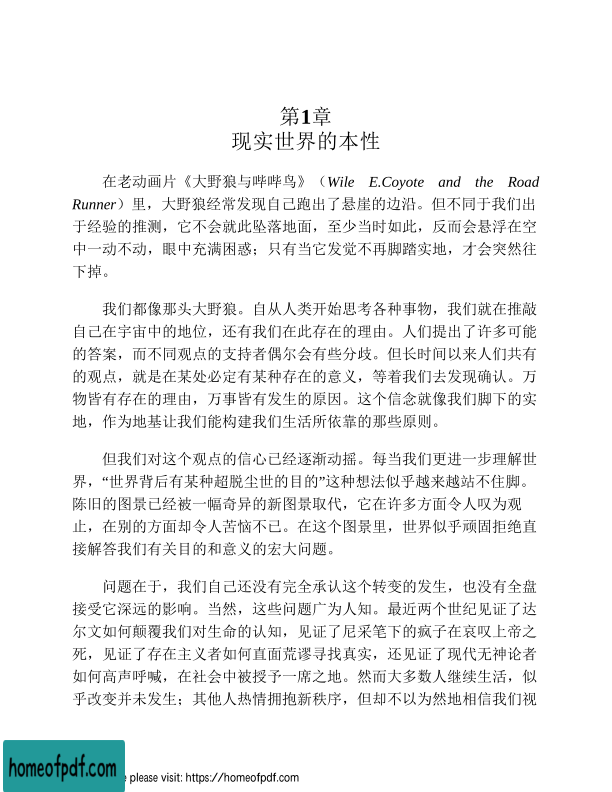 第1章
现实世界的本性
在老动画片《大野狼与哔哔鸟》（Wile E.Coyote and the Road
Runner）里，大野狼经常发现自己跑出了悬崖的边沿。但不同于我们出
于经验的推测，它不会就此坠落地面，至少当时如此，反而会悬浮在空
中一动不动，眼中充满困惑；只有当它发觉不再脚踏实地，才会突然往
下掉。
我们都像那头大野狼。自从人类开始思考各种事物，我们就在推敲
自己在宇宙中的地位，还有我们在此存在的理由。人们提出了许多可能
的答案，而不同观点的支持者偶尔会有些分歧。但长时间以来人们共有
的观点，就是在某处必定有某种存在的意义，等着我们去发现确认。万
物皆有存在的理由，万事皆有发生的原因。这个信念就像我们脚下的实
地，作为地基让我们能构建我们生活所依靠的那些原则。
但我们对这个观点的信心已经逐渐动摇。每当我们更进一步理解世
界，“世界背后有某种超脱尘世的目的”这种想法似乎越来越站不住脚。
陈旧的图景已经被一幅奇异的新图景取代，它在许多方面令人叹为观
止，在别的方面却令人苦恼不已。在这个图景里，世界似乎顽固拒绝直
接解答我们有关目的和意义的宏大问题。
问题在于，我们自己还没有完全承认这个转变的发生，也没有全盘
接受它深远的影响。当然，这些问题广为人知。最近两个世纪见证了达
尔文如何颠覆我们对生命的认知，见证了尼采笔下的疯子在哀叹上帝之
死，见证了存在主义者如何直面荒谬寻找真实，还见证了现代无神论者
如何高声呼喊，在社会中被授予一席之地。然而大多数人继续生活，似
乎改变并未发生；其他人热情拥抱新秩序，但却不以为然地相信我们视
homeofpdf.com
please visit: https://homeofpdf.com